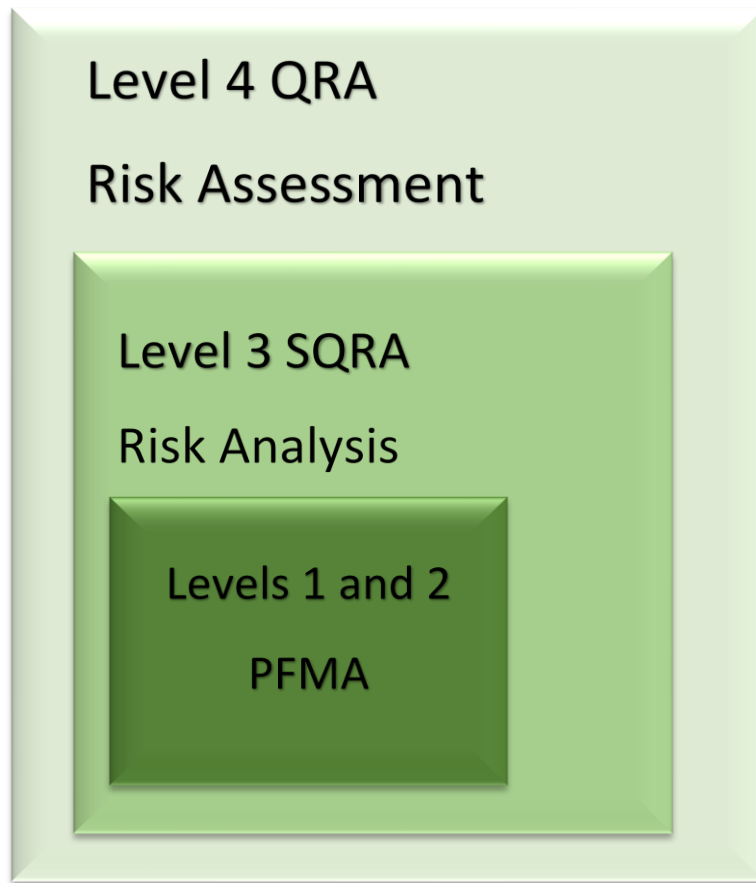 Level 4 QRA
Risk Assessment
Level 3 SQRA
Risk Analysis
Levels 1 and 2
PFMA